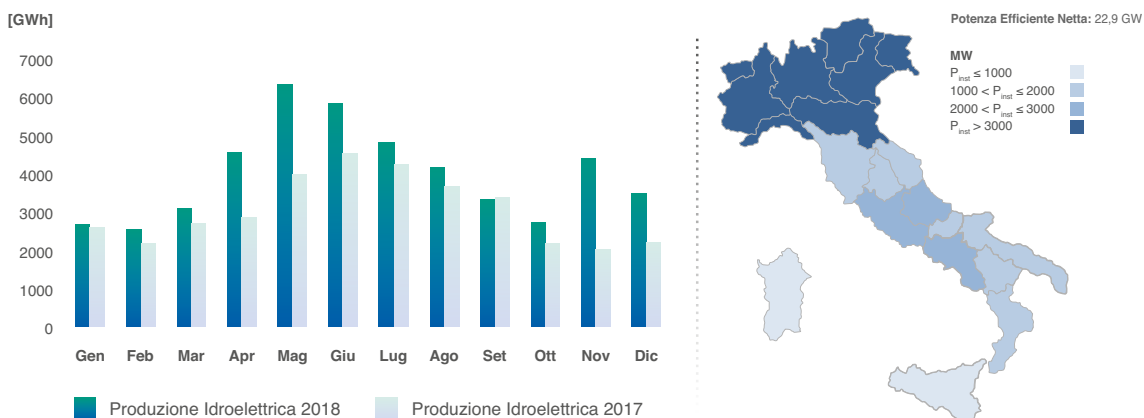 [GWh]
7000
6000
5000
4000
3000
2000
1000
0
Gen Feb Mar Apr Mag Giu Lug Ago Set Ott Nov Dic
Produzione Idroelettrica 2018 Produzione Idroelettrica 2017
Potenza Efficiente Netta: 22,9 GW
MW
Pinst ≤ 1000
1000 < Pinst ≤ 2000
2000 < Pinst ≤ 3000
Pinst > 3000